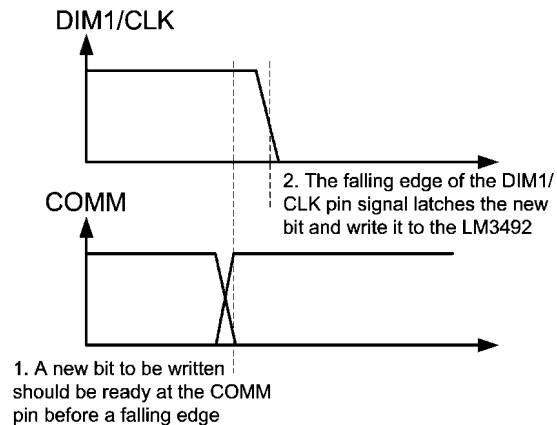 DIM1/CLK
2. The falling edge of the DIM1/
CLK pin signal latches the new
bit and write it to the LM3492
COMM
1. A new bit to be written
should be ready at the COMM
pin before a falling edge